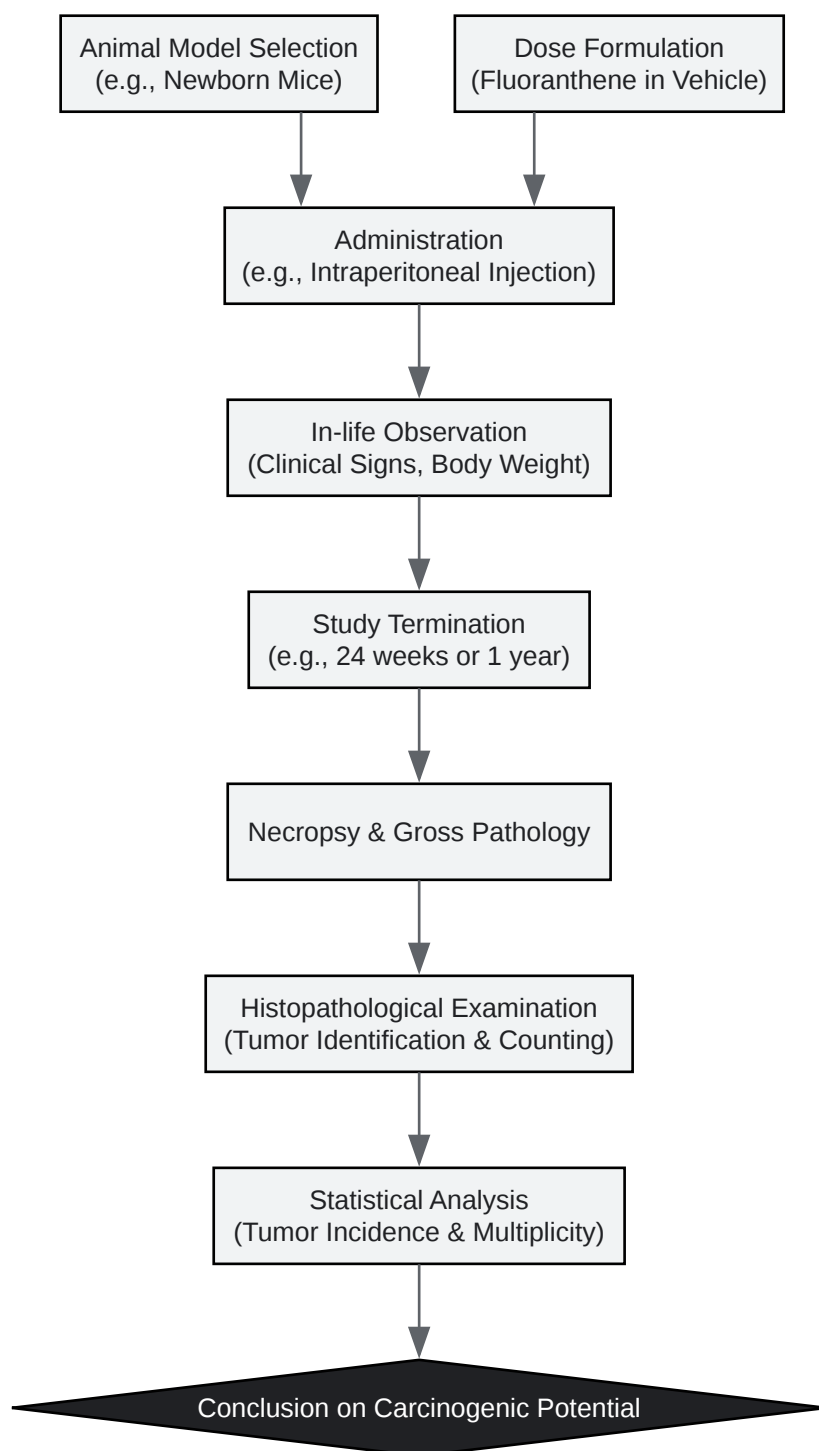 Animal Model Selection
(e.g., Newborn Mice)
Dose Formulation
(Fluoranthene in Vehicle)
Administration
(e.g., Intraperitoneal Injection)
In-life Observation
(Clinical Signs, Body Weight)
Study Termination
(e.g., 24 weeks or 1 year)
Necropsy & Gross Pathology
Histopathological Examination
(Tumor Identification & Counting)
Statistical Analysis
(Tumor Incidence & Multiplicity)
Conclusion on Carcinogenic Potential